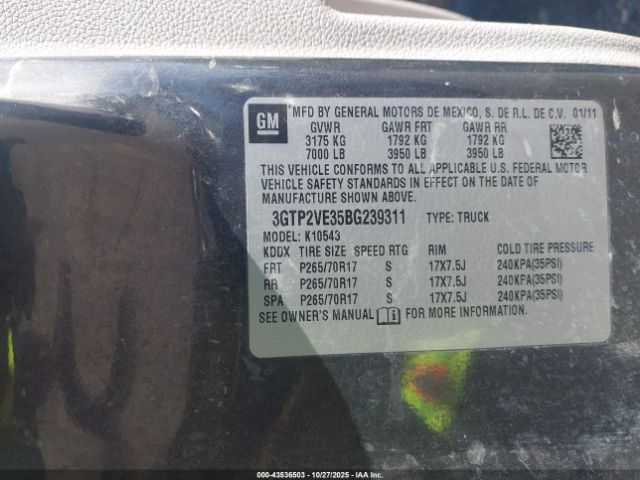 GM
MFD BY GENERAL MOTORS DE MEXICO, S. DE R.L. DE C.V. 01/11
GVWR GAWR FRT GAWR RR
3175 KG 1792 KG 1792 KG
7000 LB 3950 LB 3950 LB
THIS VEHICLE CONFORMS TO ALL APPLICABLE U.S. FEDERAL MOTOR
VEHICLE SAFETY STANDARDS IN EFFECT ON THE DATE OF
MANUFACTURE SHOWN ABOVE.
3GTP2VE35BG239311 TYPE: TRUCK
MODEL: K10543
KDDX TIRE SIZE SPEED RTG RIM COLD TIRE PRESSURE
FRT P265/70R17 S 17X7.5J 240KPA(35PSI)
RR P265/70R17 S 17X7.5J 240KPA(35PSI)
SPA P265/70R17 S 17X7.5J 240KPA(35PSI)
SEE OWNER'S MANUAL FOR MORE INFORMATION.
000-43536503 - 10/27/2025 - IAAI.com